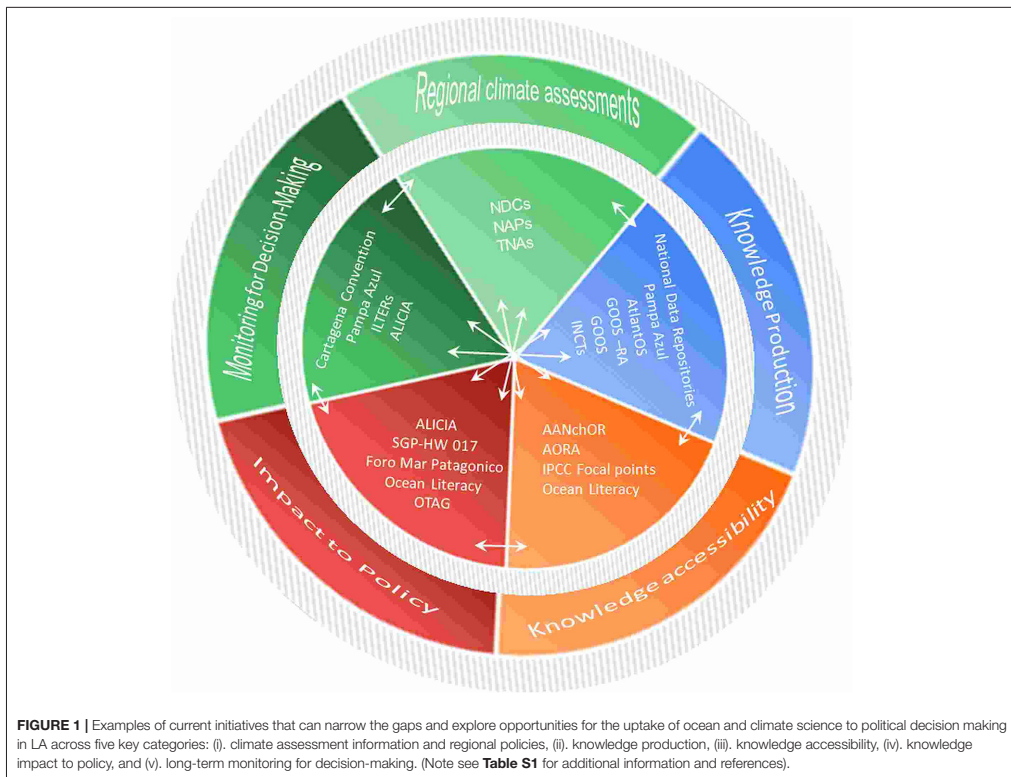 Regional climate assessments
Knowledge Production
Knowledge accessibility
Impact to Policy
Monitoring for Decision-Making
NDCs
NAPs
TNAs
National Data Repositories
Pampa Azul
AtlantOS
GOOS –RA
GOOS
INCTs
AANchOR
AORA
IPCC Focal points
Ocean Literacy
ALICIA
SGP-HW 017
Foro Mar Patagonico
Ocean Literacy
OTAG
Cartagena Convention
Pampa Azul
ILTERs
ALICIA
FIGURE 1 | Examples of current initiatives that can narrow the gaps and explore opportunities for the uptake of ocean and climate science to political decision making
in LA across five key categories: (i). climate assessment information and regional policies, (ii). knowledge production, (iii). knowledge accessibility, (iv). knowledge
impact to policy, and (v). long-term monitoring for decision-making. (Note see Table S1 for additional information and references).